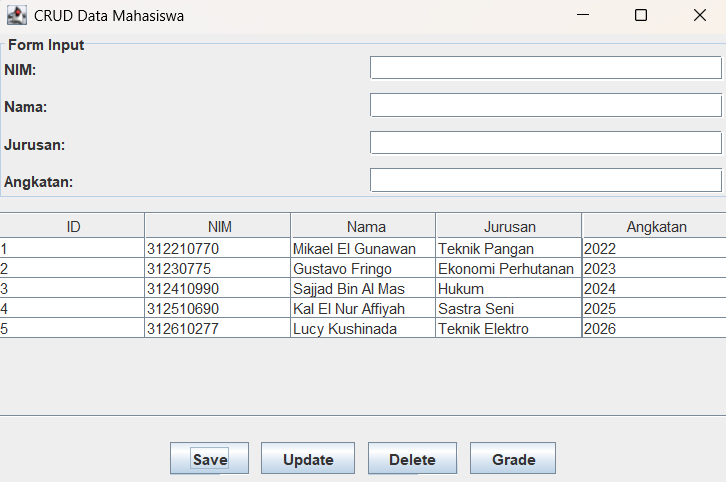 CRUD Data Mahasiswa
Form Input
NIM:
Nama:
Jurusan:
Angkatan:
ID NIM Nama Jurusan Angkatan
1 312210770 Mikael El Gunawan Teknik Pangan 2022
2 31230775 Gustavo Fringo Ekonomi Perhutanan 2023
3 312410990 Sajjad Bin Al Mas Hukum 2024
4 312510690 Kal El Nur Affiyah Sastra Seni 2025
5 312610277 Lucy Kushinada Teknik Elektro 2026
Save Update Delete Grade